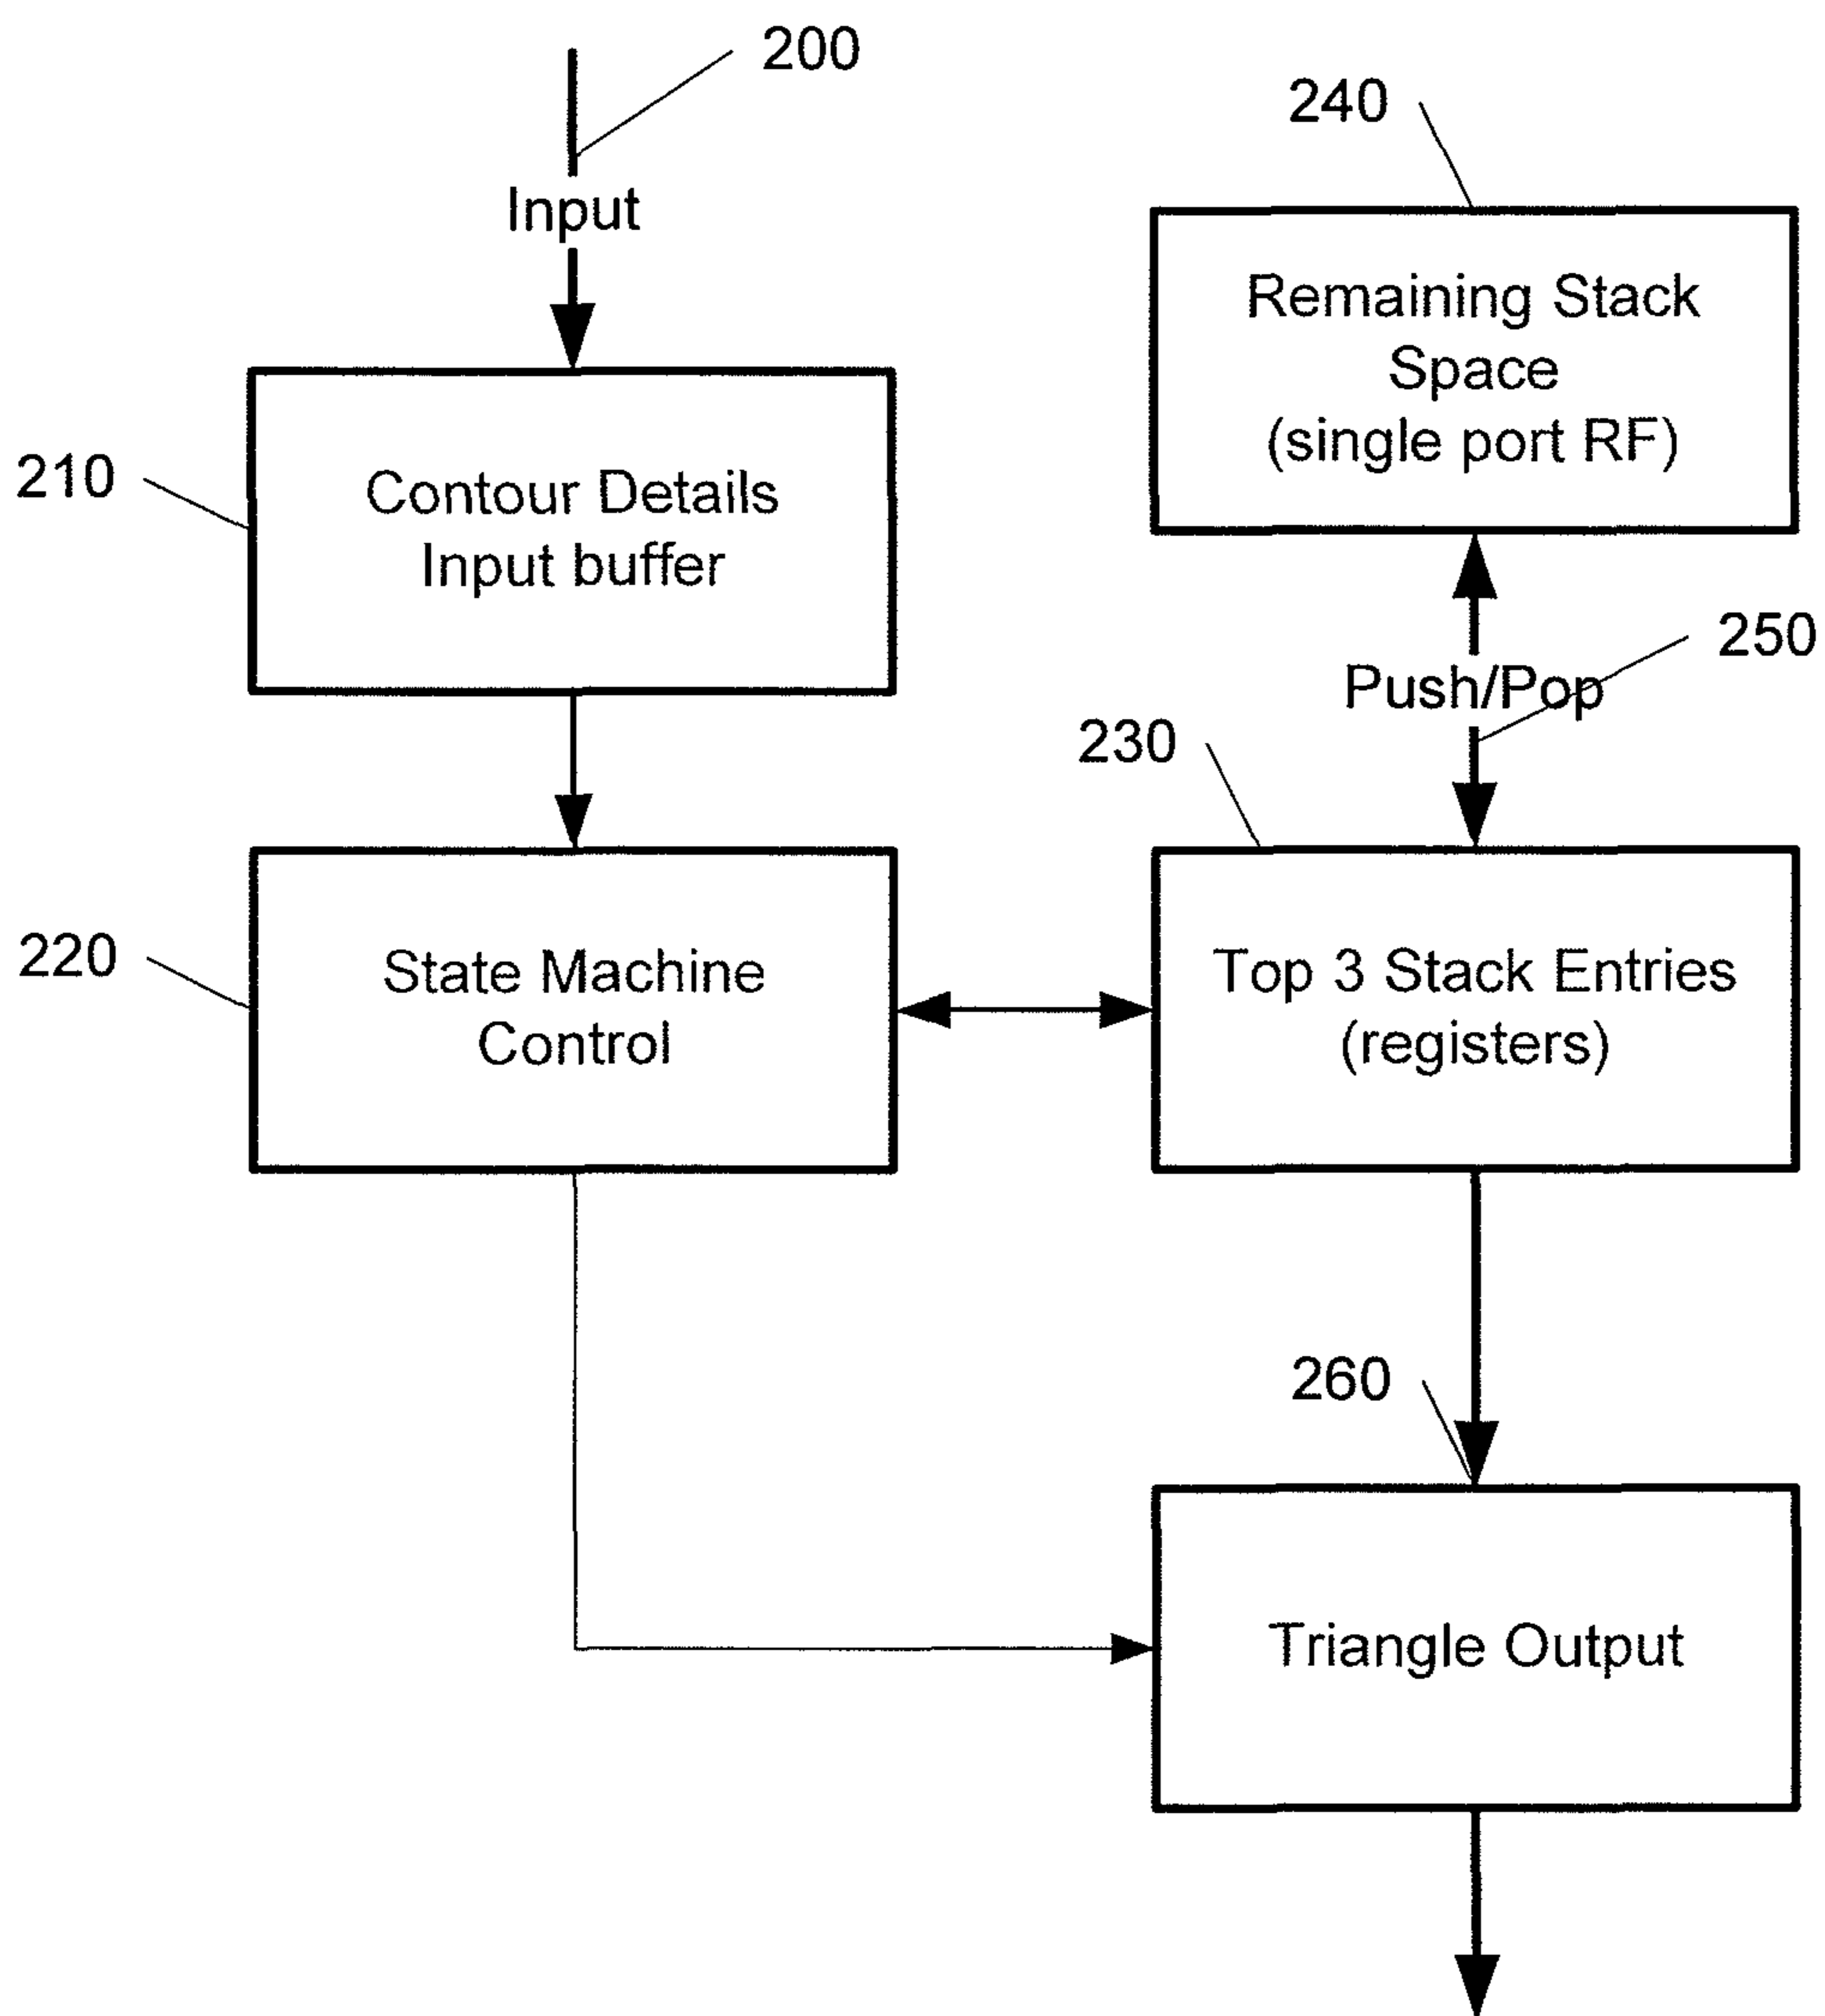 200
Input
240
Remaining Stack
Space
(single port RF)
210
Contour Details
Input buffer
250
Push/Pop
230
220
State Machine
Control
Top 3 Stack Entries
(registers)
260
Triangle Output